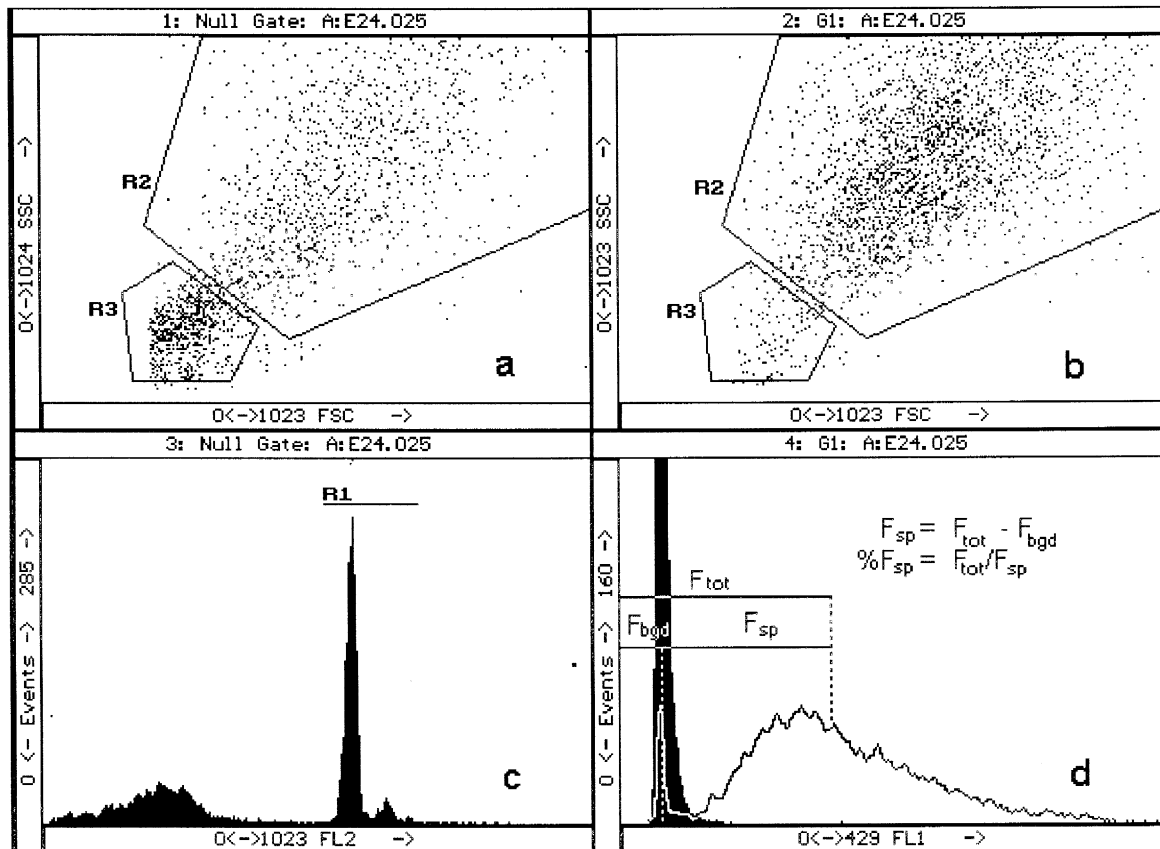 1: Null Gate: A:E24.025
2: G1: A:E24.025
0<->1024 SSC ->
R2
R3
a
0<->1023 FSC ->
0<->1023 SSC ->
R2
R3
b
0<->1023 FSC ->
3: Null Gate: A:E24.025
4: G1: A:E24.025
0 <- Events -> 285 ->
R1
c
0<->1023 FL2 ->
0 <- Events -> 160 ->
Fsp = Ftot - Fbgd
%Fsp = Ftot/Fsp
Ftot
Fbgd Fsp
d
0<->429 FL1 ->